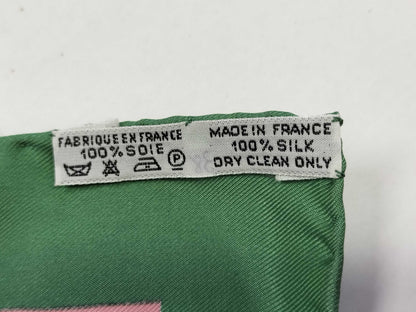 FABRIQUE EN FRANCE
100% SOIE
P
MADE IN FRANCE
100% SILK
DRY CLEAN ONLY